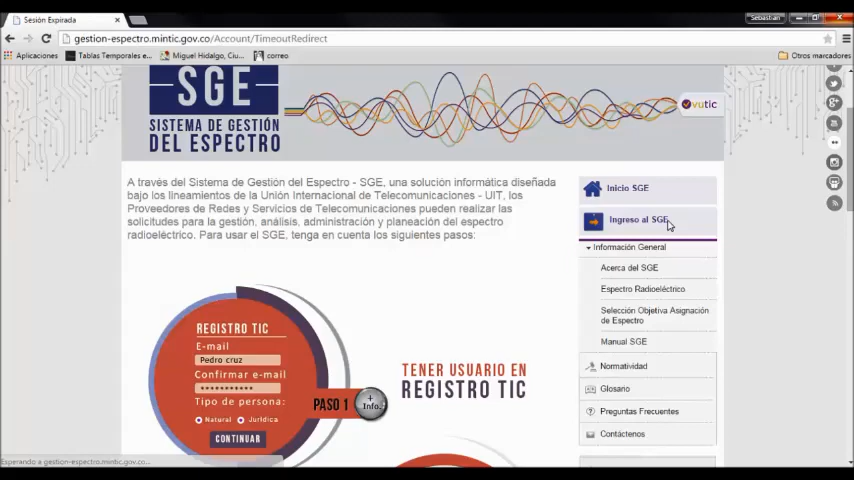 Sesión Expirada
Sebastian
gestion-espectro.mintic.gov.co/Account/TimeoutRedirect
Aplicaciones
Tablas Temporales e...
Miguel Hidalgo, Ciu...
correo
Otros marcadores
SGE
SISTEMA DE GESTIÓN
DEL ESPECTRO
vutic
A través del Sistema de Gestión del Espectro - SGE, una solución informática diseñada
bajo los lineamientos de la Unión Internacional de Telecomunicaciones - UIT, los
Proveedores de Redes y Servicios de Telecomunicaciones pueden realizar las
solicitudes para la gestión, análisis, administración y planeación del espectro
radioeléctrico. Para usar el SGE, tenga en cuenta los siguientes pasos:
Inicio SGE
Ingreso al SGE
Información General
Acerca del SGE
Espectro Radioeléctrico
Selección Objetiva Asignación
de Espectro
Manual SGE
Normatividad
Glosario
Preguntas Frecuentes
Contáctenos
REGISTRO TIC
E-mail
Pedro cruz
Confirmar e-mail
***********
Tipo de persona:
Natural
Jurídica
CONTINUAR
PASO 1
+
Info.
TENER USUARIO EN
REGISTRO TIC
Esperando a gestion-espectro.mintic.gov.co...